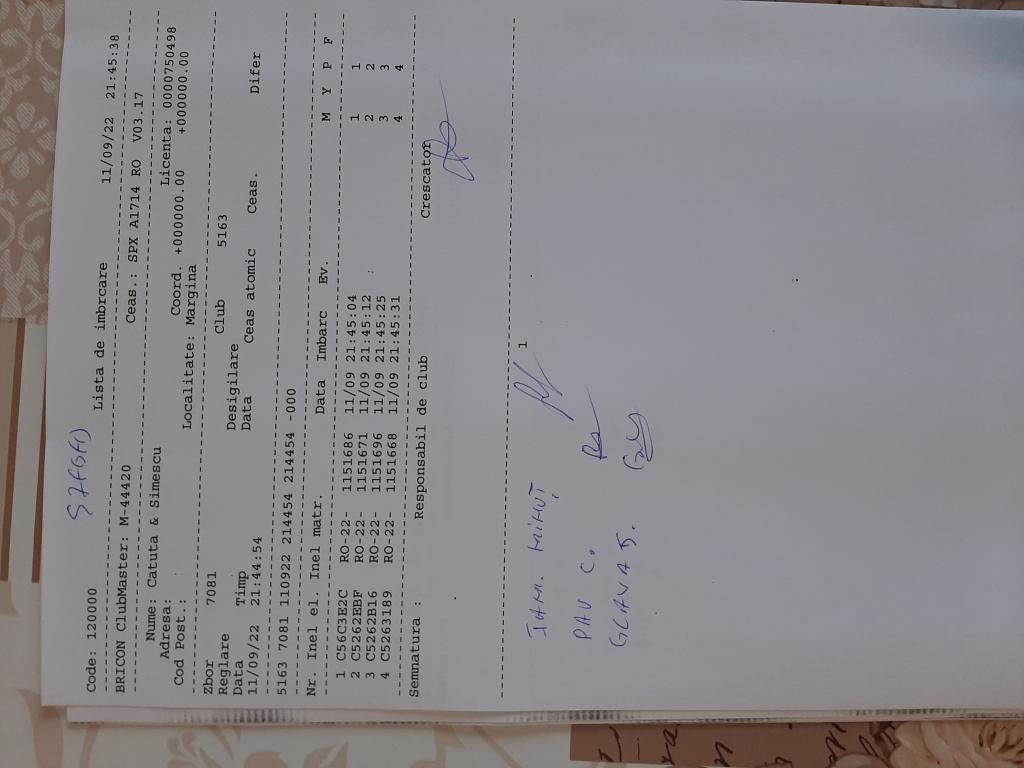 Code: 120000 Lista de imbrcare 11/09/22 21:45:38
BRICON ClubMaster: M-44420 Ceas.: SPX A1714 RO V03.17
Nume: Catuta & Simescu Licenta: 0000750498
Adresa: Coord. +000000.00 +000000.00
Cod Post.: Localitate: Margina
Zbor 7081 Club 5163
Reglare Desigilare
Data Timp Data Ceas atomic Ceas. Difer
11/09/22 21:44:54
5163 7081 110922 214454 214454 -000
Nr. Inel el. Inel matr. Data Imbarc Ev. M Y P F
1 C56C3E2C RO-22- 1151686 11/09 21:45:04 1 1
2 C5262EBF RO-22- 1151671 11/09 21:45:12 2 2
3 C5262B16 RO-22- 1151696 11/09 21:45:25 3 3
4 C5263189 RO-22- 1151668 11/09 21:45:31 4 4
Semnatura : Responsabil de club Crescator
1
PAU C.